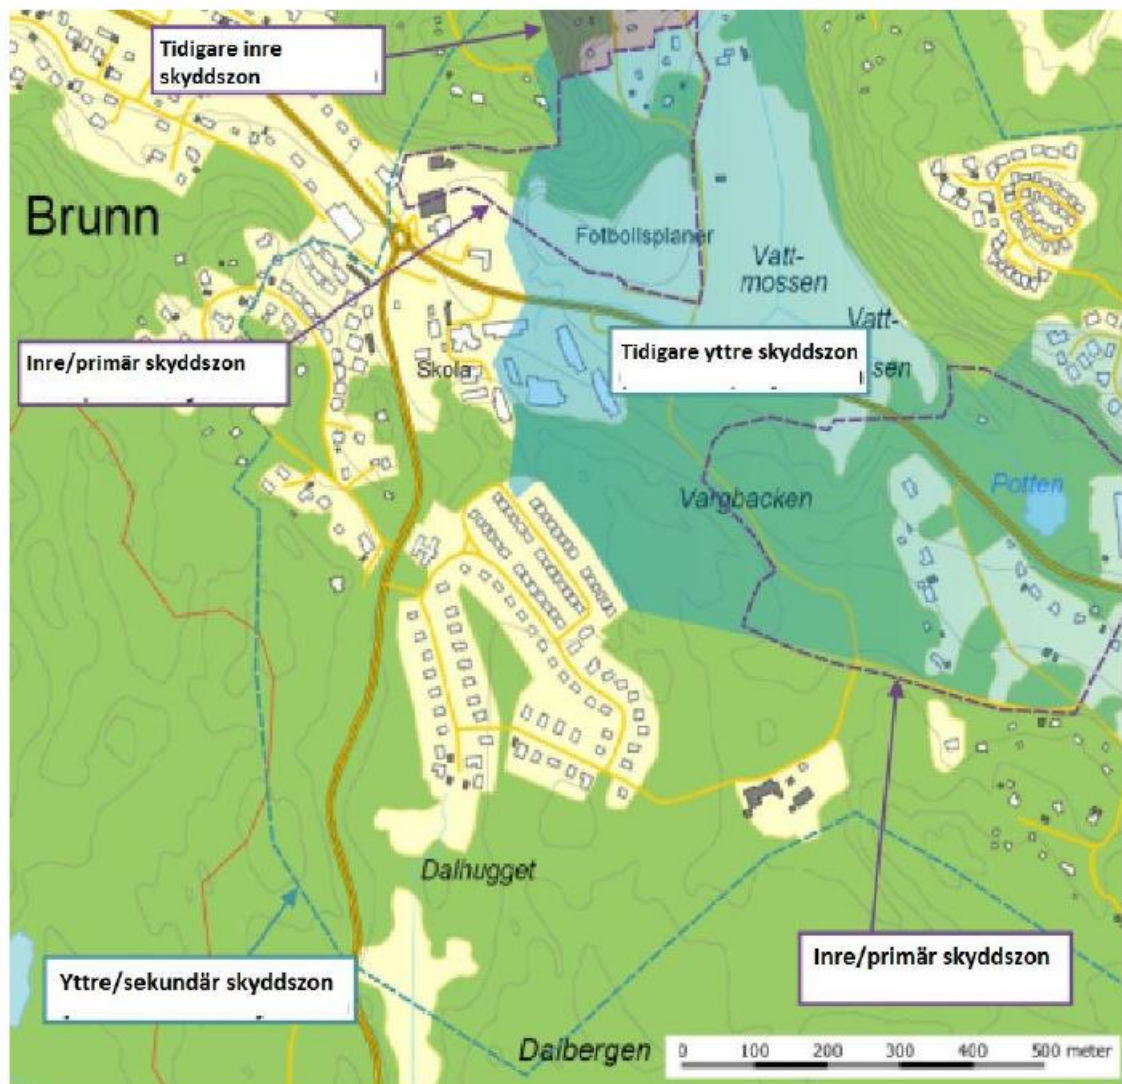 Tidigare inre
skyddszon
Brunn
Fotbollsplaner
Vatt-
mossen
Vatt-
sen
Inre/primär skyddszon
Tidigare yttre skyddszon
Skola
Vargbacken
Potten
Dalhugget
Yttre/sekundär skyddszon
Inre/primär skyddszon
Dalbergen
0 100 200 300 400 500 meter